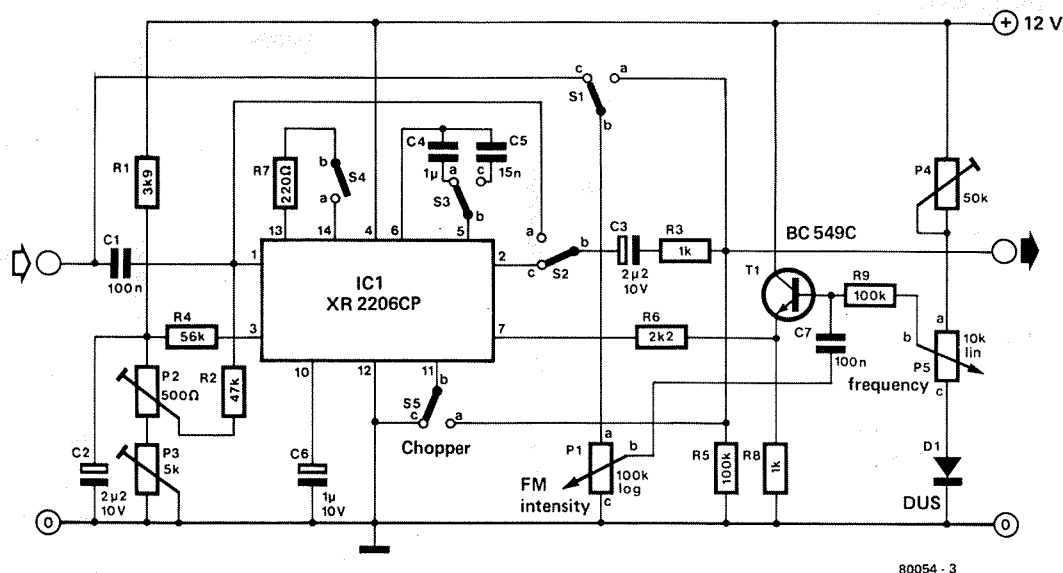 + 12 V
c a
S1
b
R1
3k9
R7
220Ω
b
S4
a
C4
1µ
C5
15n
a c
S3
b
P4
50k
13 14 4 6 5
C1
100n
1
IC1
XR 2206CP
2
a
S2
b
c
C3
2µ2
10V
R3
1k
BC 549C
T1
R9
100k
R4
56k
3
7
R6
2k2
C7
100n
a
b
10k
lin
P5
c
frequency
P2
500Ω
R2
47k
10 12 11
b
S5
c a
Chopper
C2
2µ2
10V
P3
5k
C6
1µ
10V
FM
intensity
a
P1
b
100k
log
c
R5
100k
R8
1k
D1
DUS
0 0
80054 - 3